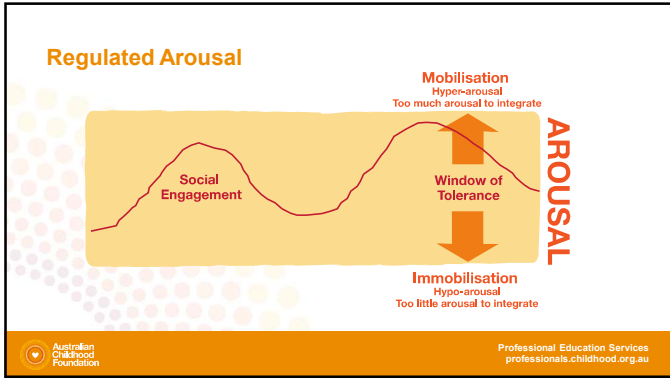 Regulated Arousal
Mobilisation
Hyper-arousal
Too much arousal to integrate
Social
Engagement
Window of
Tolerance
AROUSAL
Immobilisation
Hypo-arousal
Too little arousal to integrate
Australian
Childhood
Foundation
Professional Education Services
professionals.childhood.org.au